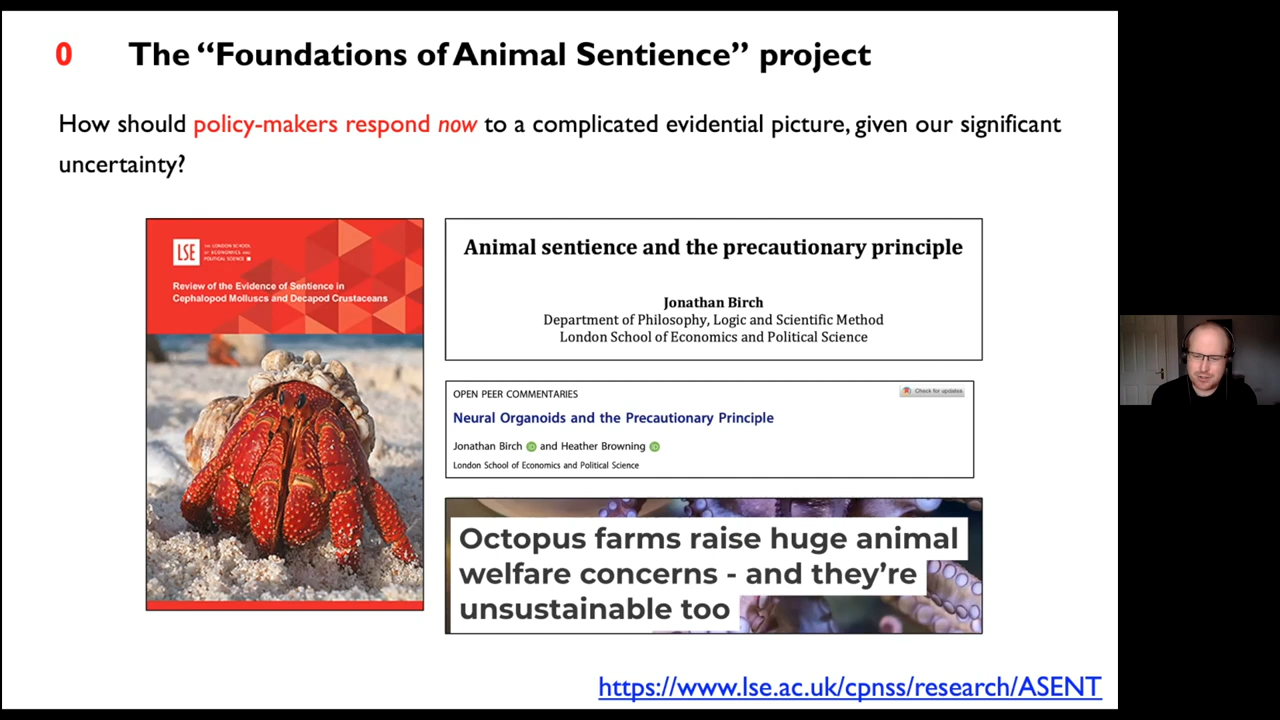 0 The “Foundations of Animal Sentience” project
How should policy-makers respond now to a complicated evidential picture, given our significant
uncertainty?
LSE
THE LONDON SCHOOL
OF ECONOMICS AND
POLITICAL SCIENCE
Review of the Evidence of Sentience in
Cephalopod Molluscs and Decapod Crustaceans
Animal sentience and the precautionary principle
Jonathan Birch
Department of Philosophy, Logic and Scientific Method
London School of Economics and Political Science
OPEN PEER COMMENTARIES
Check for updates
Neural Organoids and the Precautionary Principle
Jonathan Birch iD and Heather Browning iD
London School of Economics and Political Science
Octopus farms raise huge animal
welfare concerns - and they’re
unsustainable too
https://www.lse.ac.uk/cpnss/research/ASENT